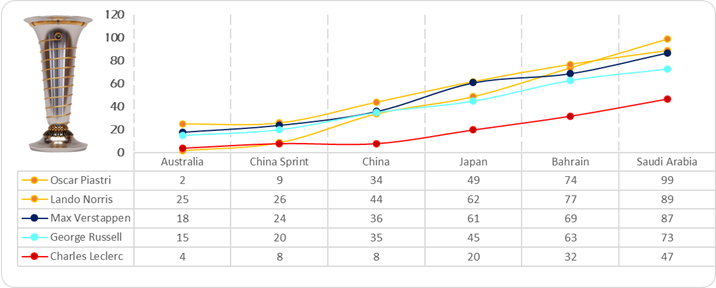 120
100
80
60
40
20
0
Australia China Sprint China Japan Bahrain Saudi Arabia
Oscar Piastri 2 9 34 49 74 99
Lando Norris 25 26 44 62 77 89
Max Verstappen 18 24 36 61 69 87
George Russell 15 20 35 45 63 73
Charles Leclerc 4 8 8 20 32 47